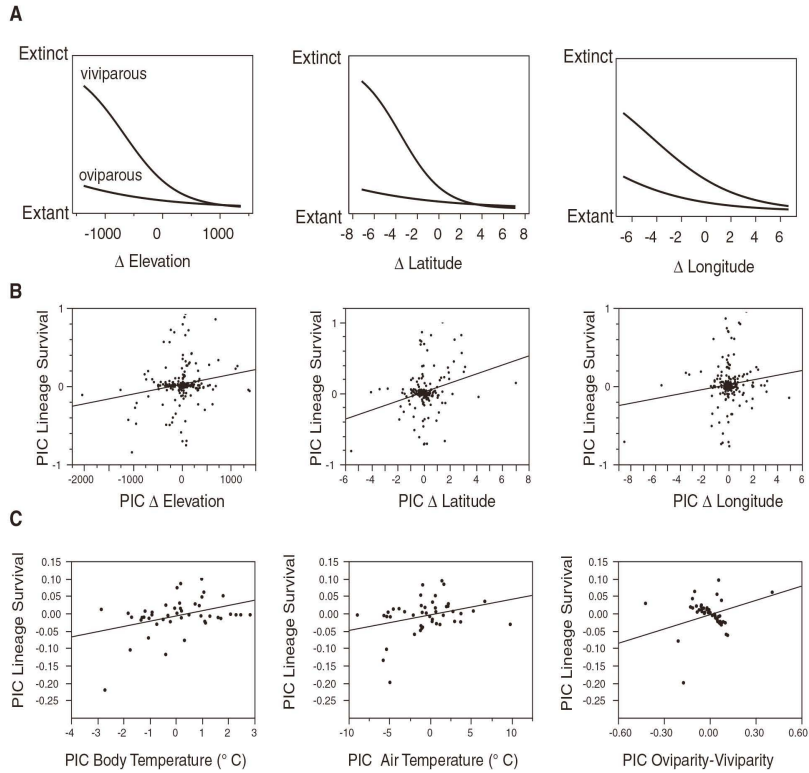 A
Extinct
viviparous
oviparous
Extant
-1000 0 1000
Δ Elevation
Extinct
Extant
-8 -6 -4 -2 0 2 4 6 8
Δ Latitude
Extinct
Extant
-6 -4 -2 0 2 4 6
Δ Longitude
B
PIC Lineage Survival
1
0
-1
-2000 -1000 0 1000
PIC Δ Elevation
PIC Lineage Survival
1
0
-1
-6 -4 -2 0 2 4 6 8
PIC Δ Latitude
PIC Lineage Survival
1
0
-1
-8 -6 -4 -2 0 2 4 6
PIC Δ Longitude
C
PIC Lineage Survival
0.15
0.10
0.05
0.00
-0.05
-0.10
-0.15
-0.20
-0.25
-4 -3 -2 -1 0 1 2 3
PIC Body Temperature (° C)
PIC Lineage Survival
0.15
0.10
0.05
0.00
-0.05
-0.10
-0.15
-0.20
-0.25
-10 -5 0 5 10
PIC Air Temperature (° C)
PIC Lineage Survival
0.15
0.10
0.05
0.00
-0.05
-0.10
-0.15
-0.20
-0.25
-0.60 -0.30 0.00 0.30 0.60
PIC Oviparity-Viviparity